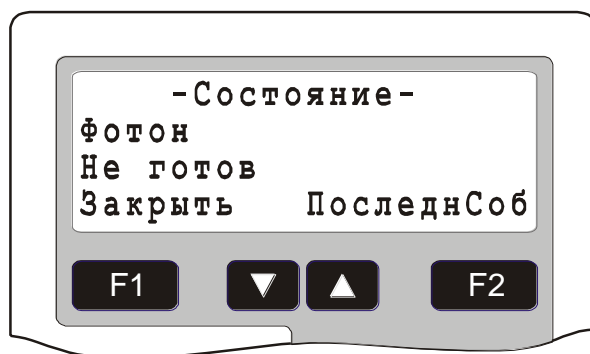 -Состояние-
Фотон
Не готов
Закрыть ПоследнСоб
F1 F2